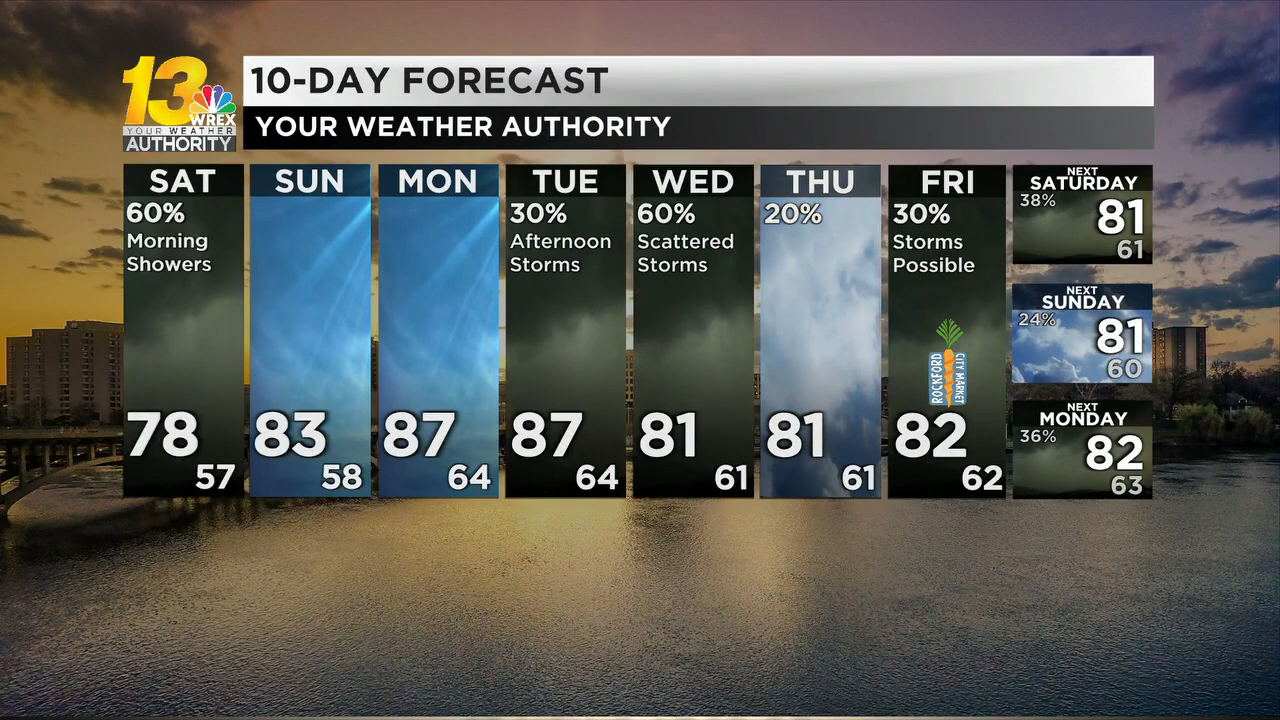 13
WREX
YOUR WEATHER
AUTHORITY
10-DAY FORECAST
YOUR WEATHER AUTHORITY
SAT
60%
Morning
Showers
78
57
SUN
83
58
MON
87
64
TUE
30%
Afternoon
Storms
87
64
WED
60%
Scattered
Storms
81
61
THU
20%
81
61
FRI
30%
Storms
Possible
ROCKFORD
CITY MARKET
82
62
NEXT
SATURDAY
38%
81
61
NEXT
SUNDAY
24%
81
60
NEXT
MONDAY
36%
82
63